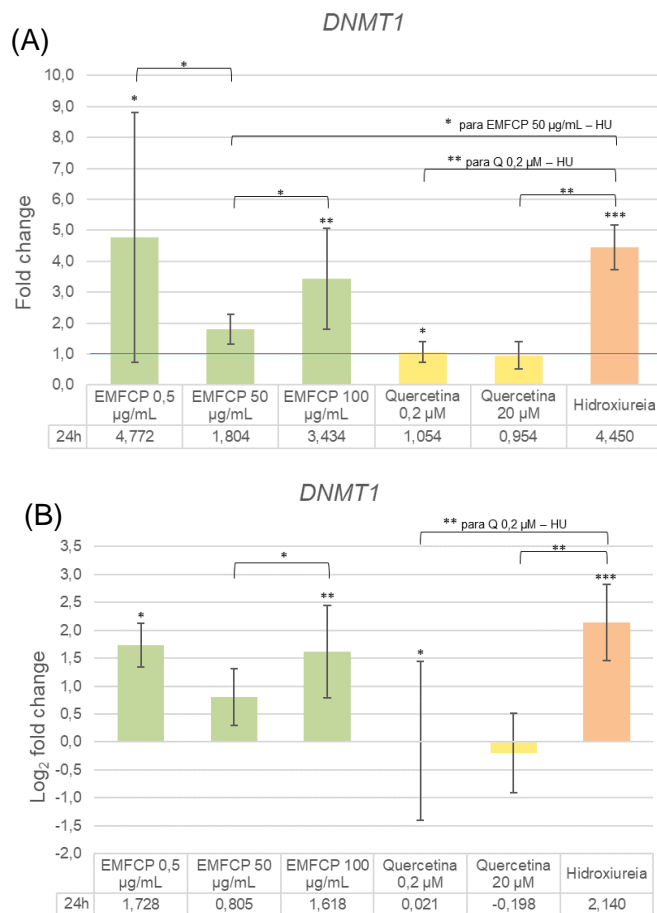 DNMT1
(A)
10,0
9,0
8,0
7,0
6,0
5,0
4,0
3,0
2,0
1,0
0,0
Fold change
*
*
* para EMFCP 50 µg/mL – HU
** para Q 0,2 µM – HU
*
**
**
***
*
EMFCP 0,5 µg/mL
EMFCP 50 µg/mL
EMFCP 100 µg/mL
Quercetina 0,2 µM
Quercetina 20 µM
Hidroxiureia
24h 4,772 1,804 3,434 1,054 0,954 4,450
DNMT1
(B)
3,5
3,0
2,5
2,0
1,5
1,0
0,5
0,0
-0,5
-1,0
-1,5
-2,0
Log2 fold change
** para Q 0,2 µM – HU
**
*
***
**
*
*
EMFCP 0,5 µg/mL
EMFCP 50 µg/mL
EMFCP 100 µg/mL
Quercetina 0,2 µM
Quercetina 20 µM
Hidroxiureia
24h 1,728 0,805 1,618 0,021 -0,198 2,140